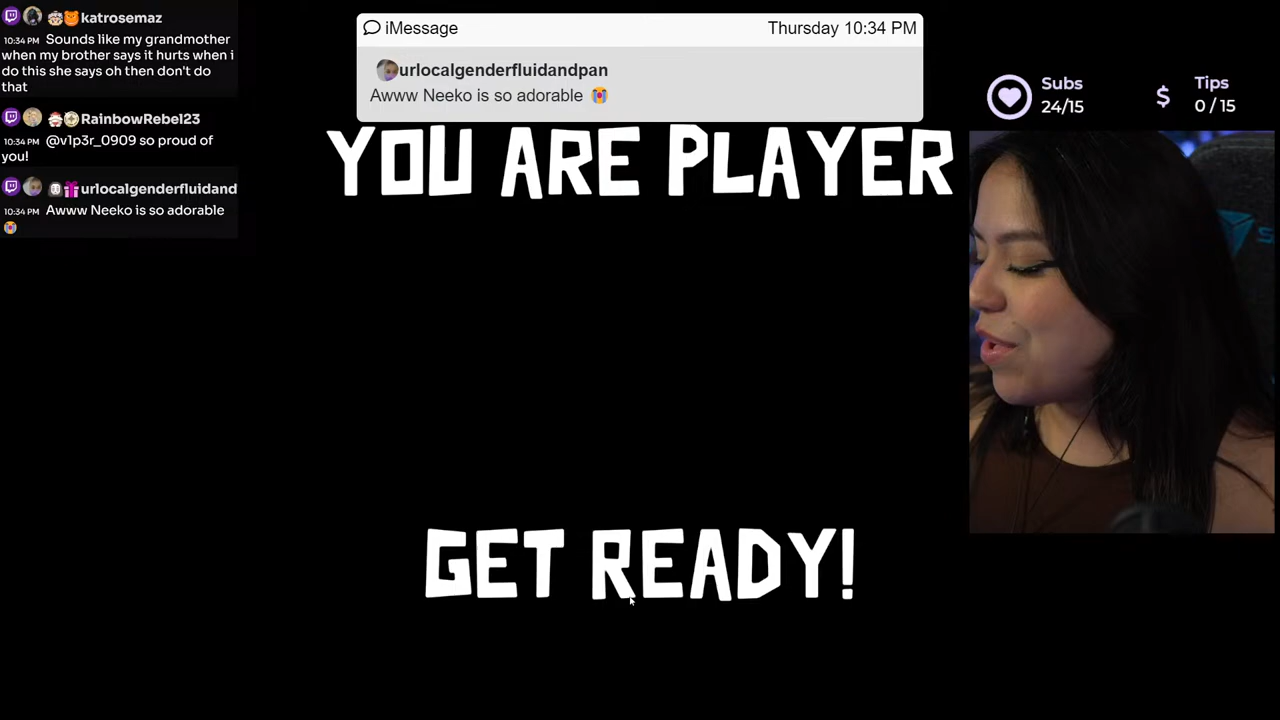 katrosemaz
10:34 PM Sounds like my grandmother
when my brother says it hurts when i
do this she says oh then don't do
that
RainbowRebel23
10:34 PM @v1p3r_0909 so proud of
you!
urlocalgenderfluidand
10:34 PM Awww Neeko is so adorable
iMessage Thursday 10:34 PM
urlocalgenderfluidandpan
Awww Neeko is so adorable 😭
Subs
24/15
$ Tips
0 / 15
YOU ARE PLAYER
GET READY!